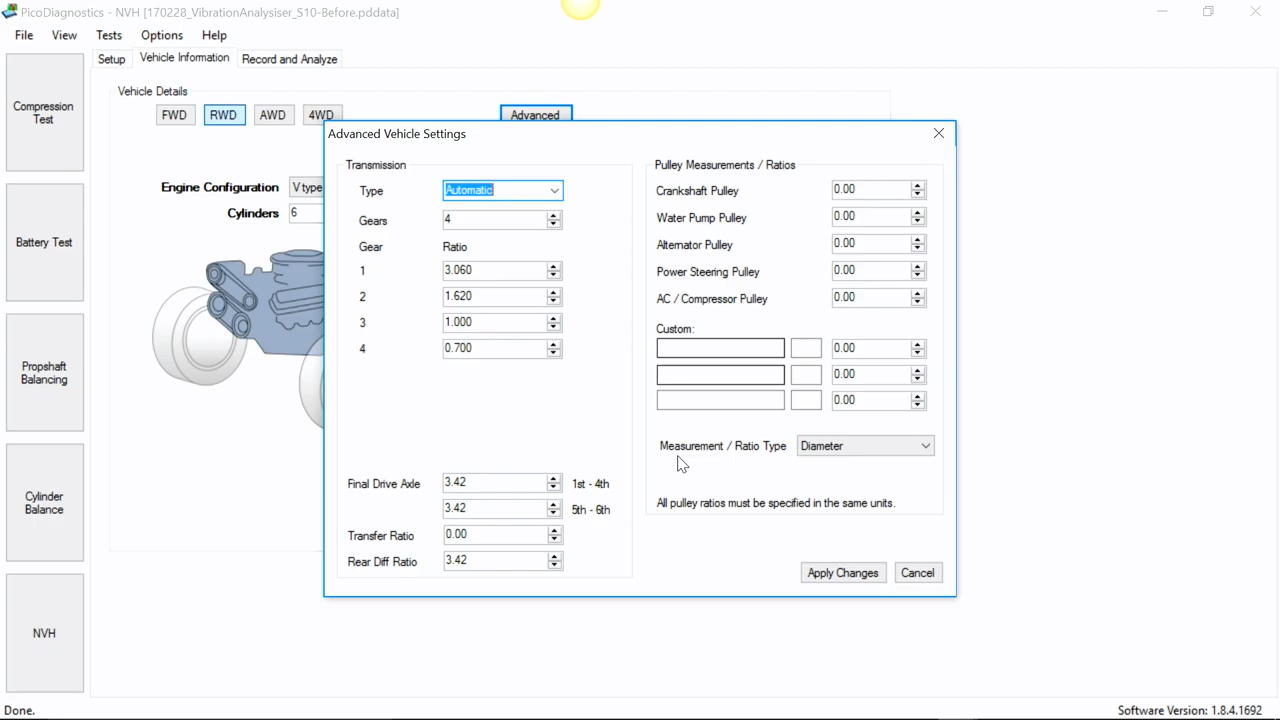 PicoDiagnostics - NVH [170228_VibrationAnalysiser_S10-Before.pddata]
File View Tests Options Help
Setup Vehicle Information Record and Analyze
Vehicle Details
FWD RWD AWD 4WD Advanced
Engine Configuration V type
Cylinders 6
Compression Test
Battery Test
Propshaft Balancing
Cylinder Balance
NVH
Advanced Vehicle Settings
Transmission
Type Automatic
Gears 4
Gear Ratio
1 3.060
2 1.620
3 1.000
4 0.700
Final Drive Axle 3.42 1st - 4th
3.42 5th - 6th
Transfer Ratio 0.00
Rear Diff Ratio 3.42
Pulley Measurements / Ratios
Crankshaft Pulley 0.00
Water Pump Pulley 0.00
Alternator Pulley 0.00
Power Steering Pulley 0.00
AC / Compressor Pulley 0.00
Custom:
0.00
0.00
0.00
Measurement / Ratio Type Diameter
All pulley ratios must be specified in the same units.
Apply Changes Cancel
Done. Software Version: 1.8.4.1692